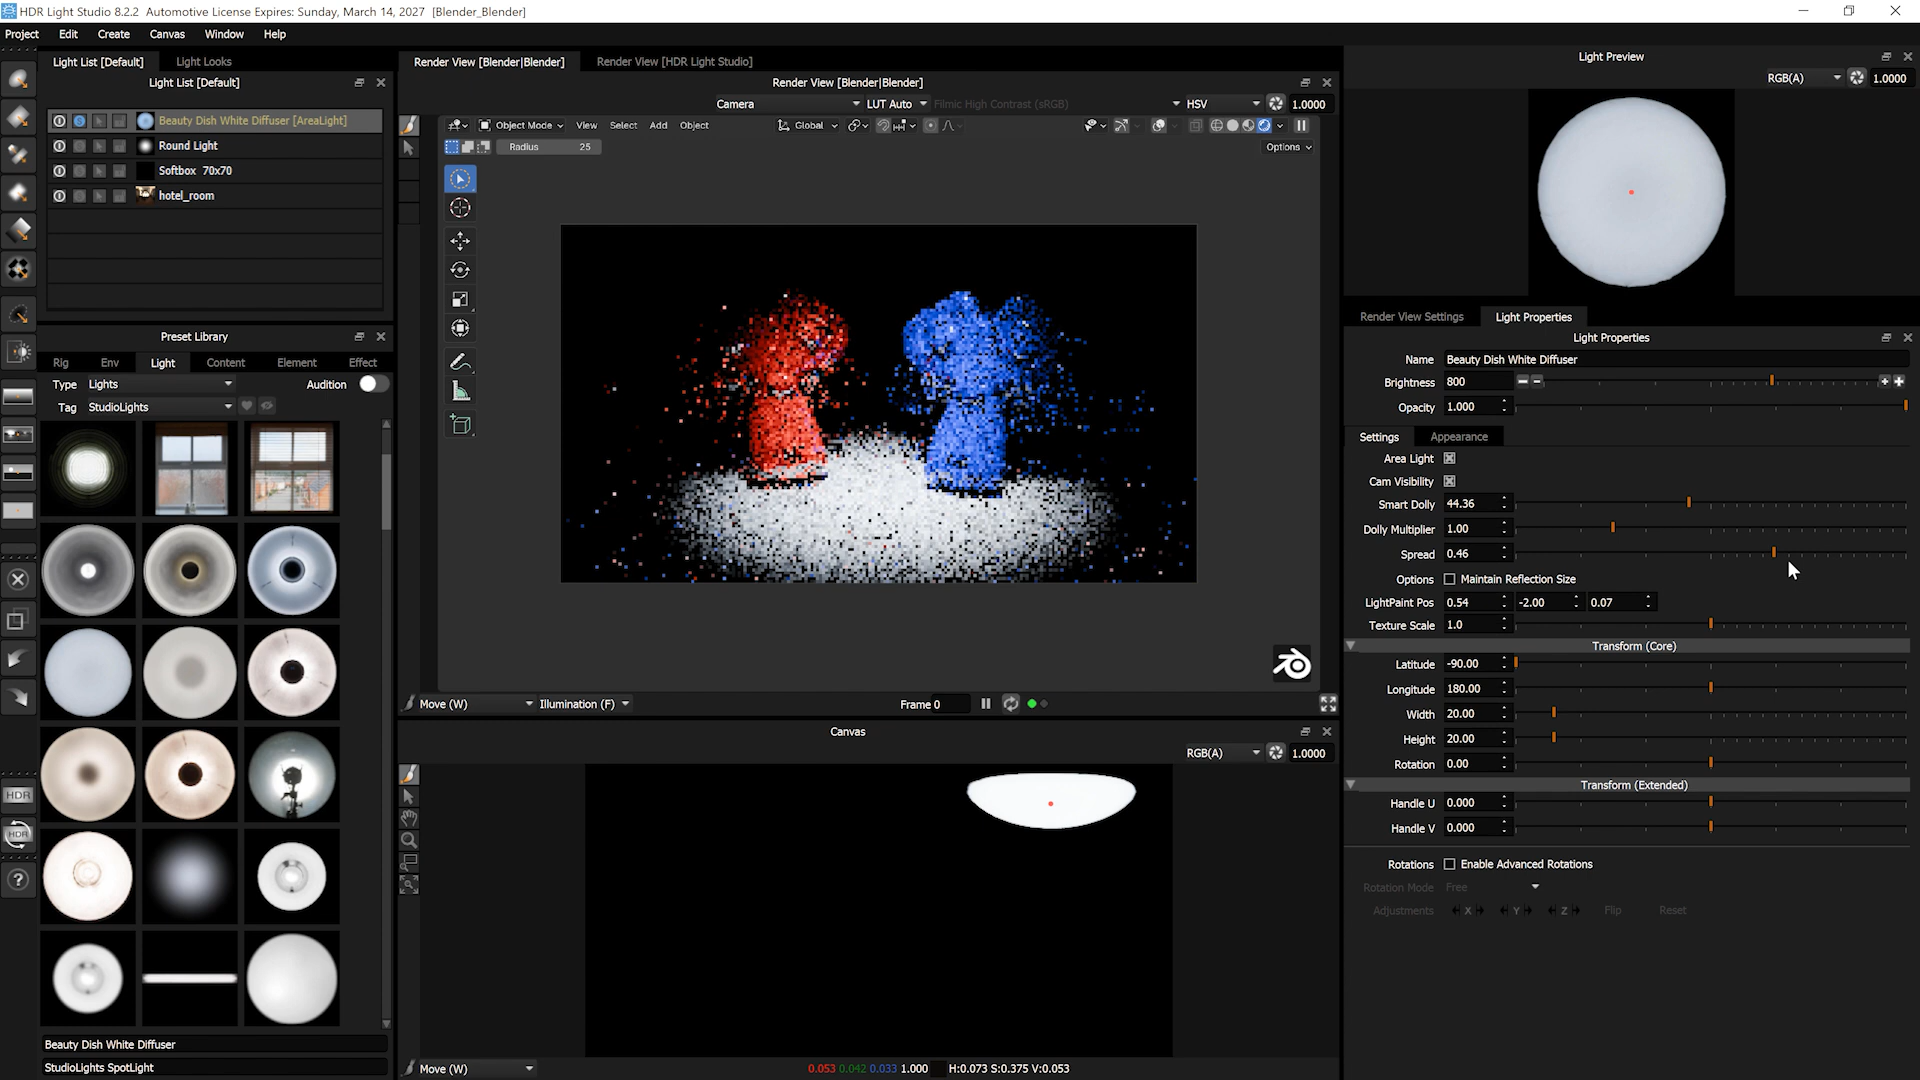 HDR Light Studio 8.2.2  Automotive License Expires: Sunday, March 14, 2027  [Blender_Blender]
Project Edit Create Canvas Window Help
Light List [Default] Light Looks
Light List [Default]
Beauty Dish White Diffuser [AreaLight]
Round Light
Softbox 70x70
hotel_room
Preset Library
Rig Env Light Content Element Effect
Type Lights Audition
Tag StudioLights
HDR
HDR
?
Beauty Dish White Diffuser
StudioLights SpotLight
Render View [Blender|Blender] Render View [HDR Light Studio]
Render View [Blender|Blender]
Camera LUT Auto Filmic High Contrast (sRGB) HSV 1.0000
Object Mode View Select Add Object Global
Radius 25 Options
Move (W) Illumination (F) Frame 0
Canvas
RGB(A) 1.0000
Move (W) 0.053 0.042 0.033 1.000 H:0.073 S:0.375 V:0.053
Light Preview
RGB(A) 1.0000
Render View Settings Light Properties
Light Properties
Name Beauty Dish White Diffuser
Brightness 800
Opacity 1.000
Settings Appearance
Area Light
Cam Visibility
Smart Dolly 44.36
Dolly Multiplier 1.00
Spread 0.46
Options Maintain Reflection Size
LightPaint Pos 0.54 -2.00 0.07
Texture Scale 1.0
Transform (Core)
Latitude -90.00
Longitude 180.00
Width 20.00
Height 20.00
Rotation 0.00
Transform (Extended)
Handle U 0.000
Handle V 0.000
Rotations Enable Advanced Rotations
Rotation Mode Free
Adjustments X Y Z Flip Reset